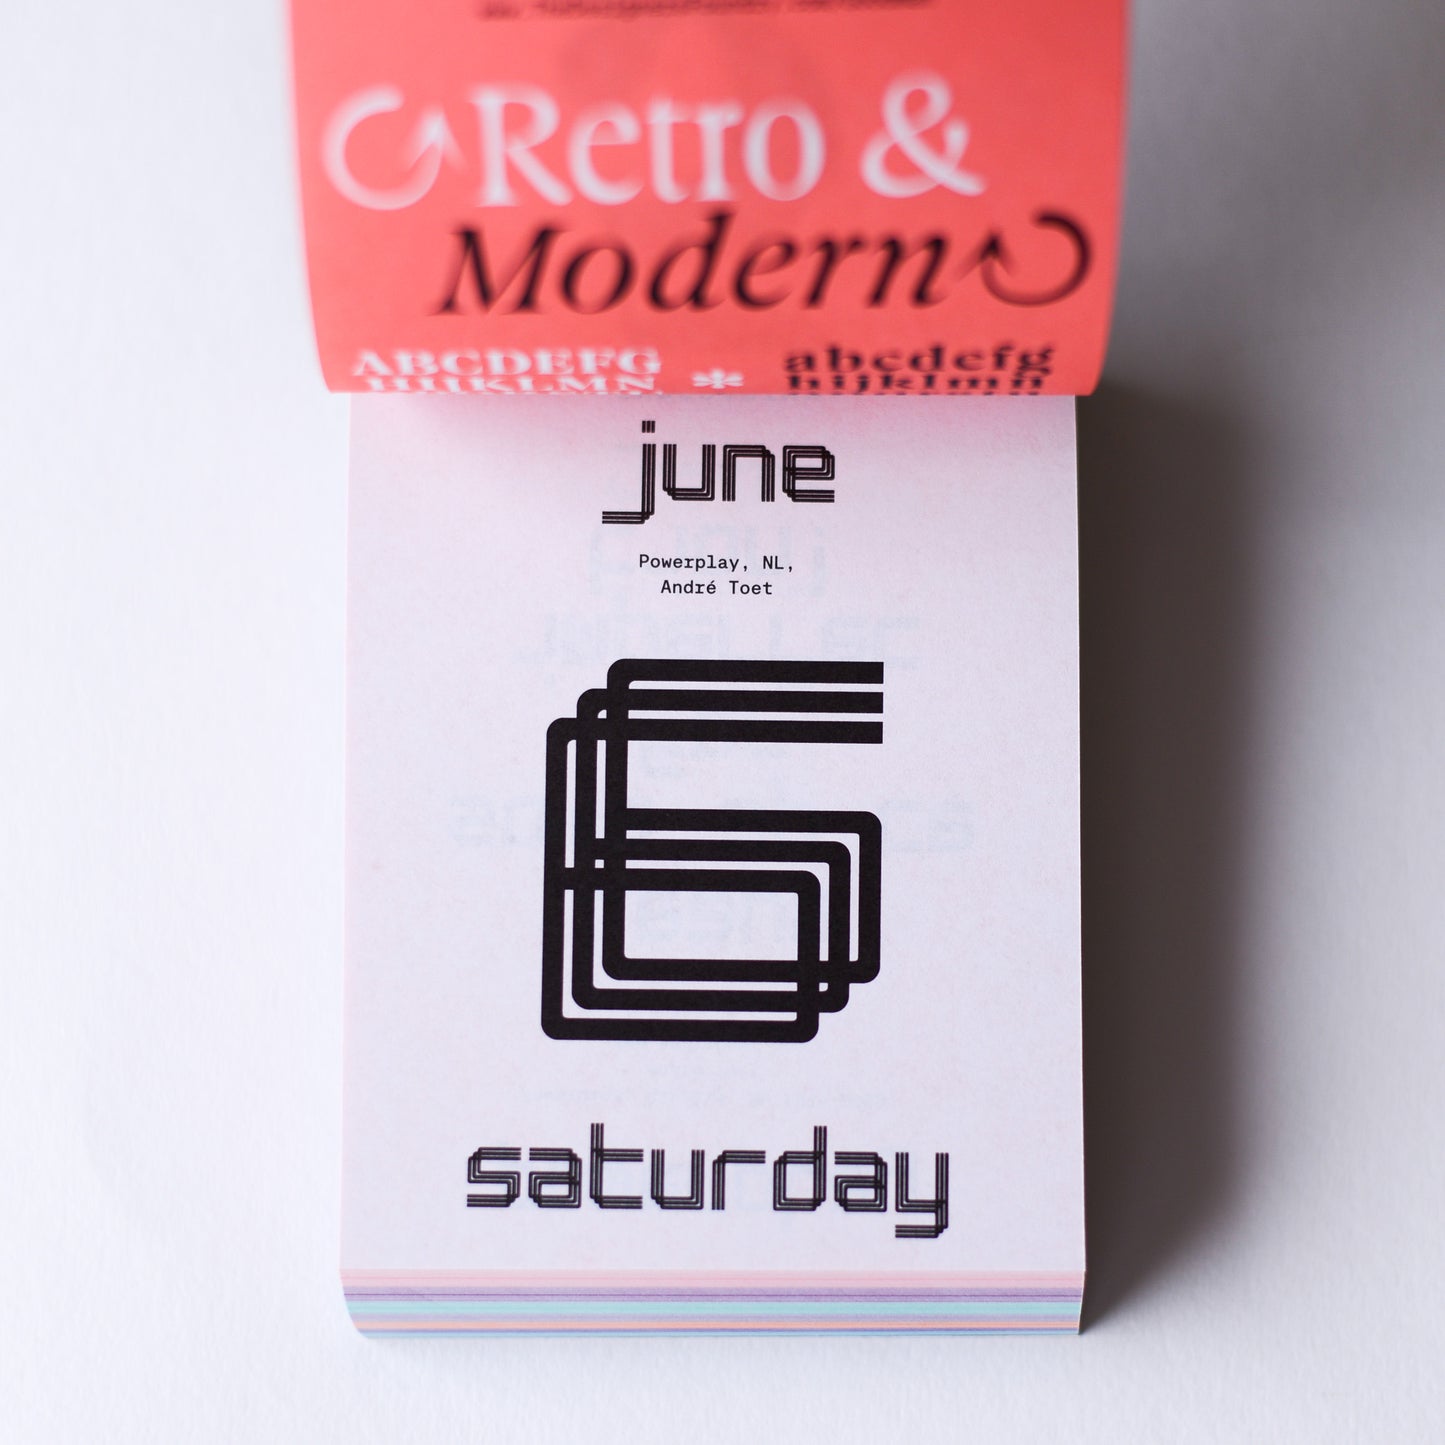 Retro &
Modern
ABCDEFG
abcdefg
HIJKLMN * hijklmn
june
Powerplay, NL,
André Toet
6
saturday